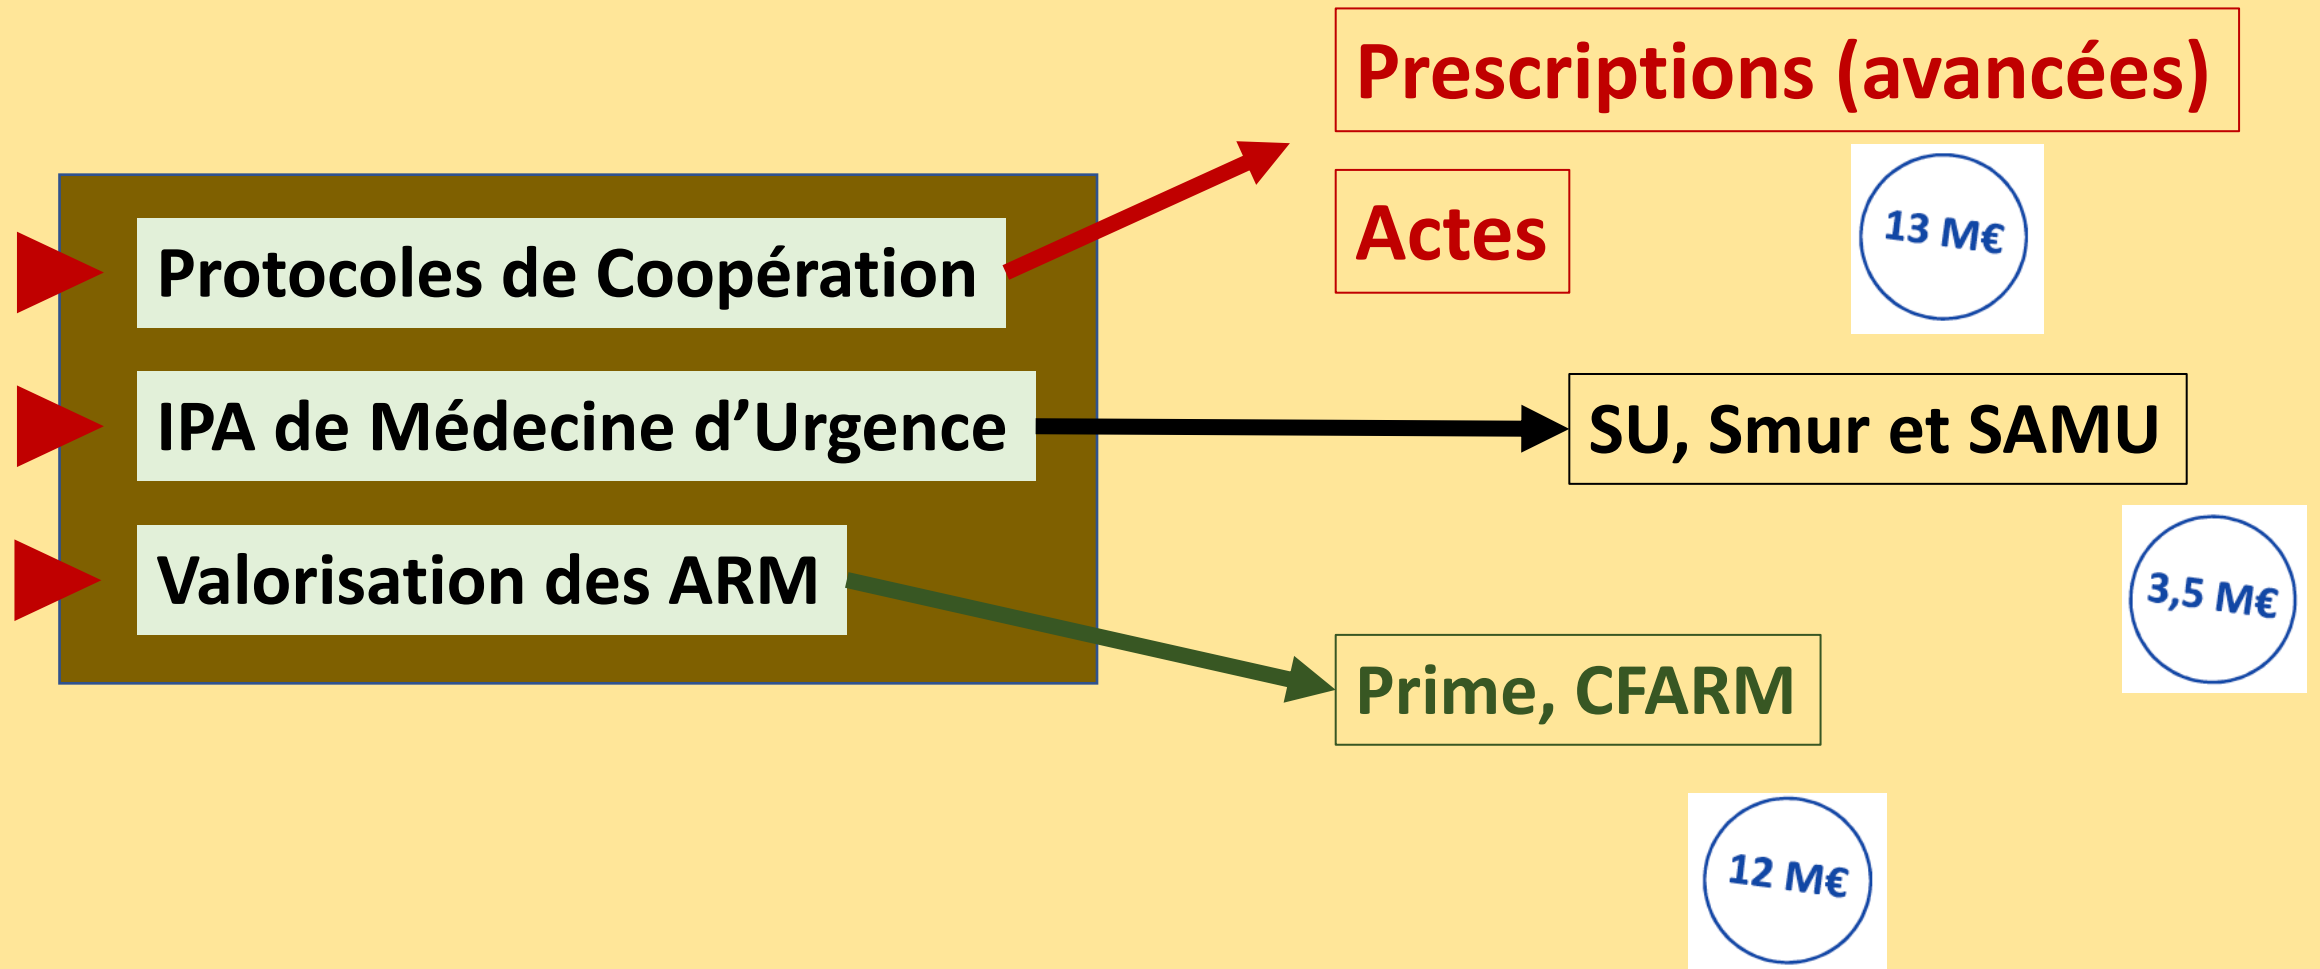 Prescriptions (avancées)
Actes
13 M€
Protocoles de Coopération
IPA de Médecine d’Urgence
SU, Smur et SAMU
Valorisation des ARM
3,5 M€
Prime, CFARM
12 M€